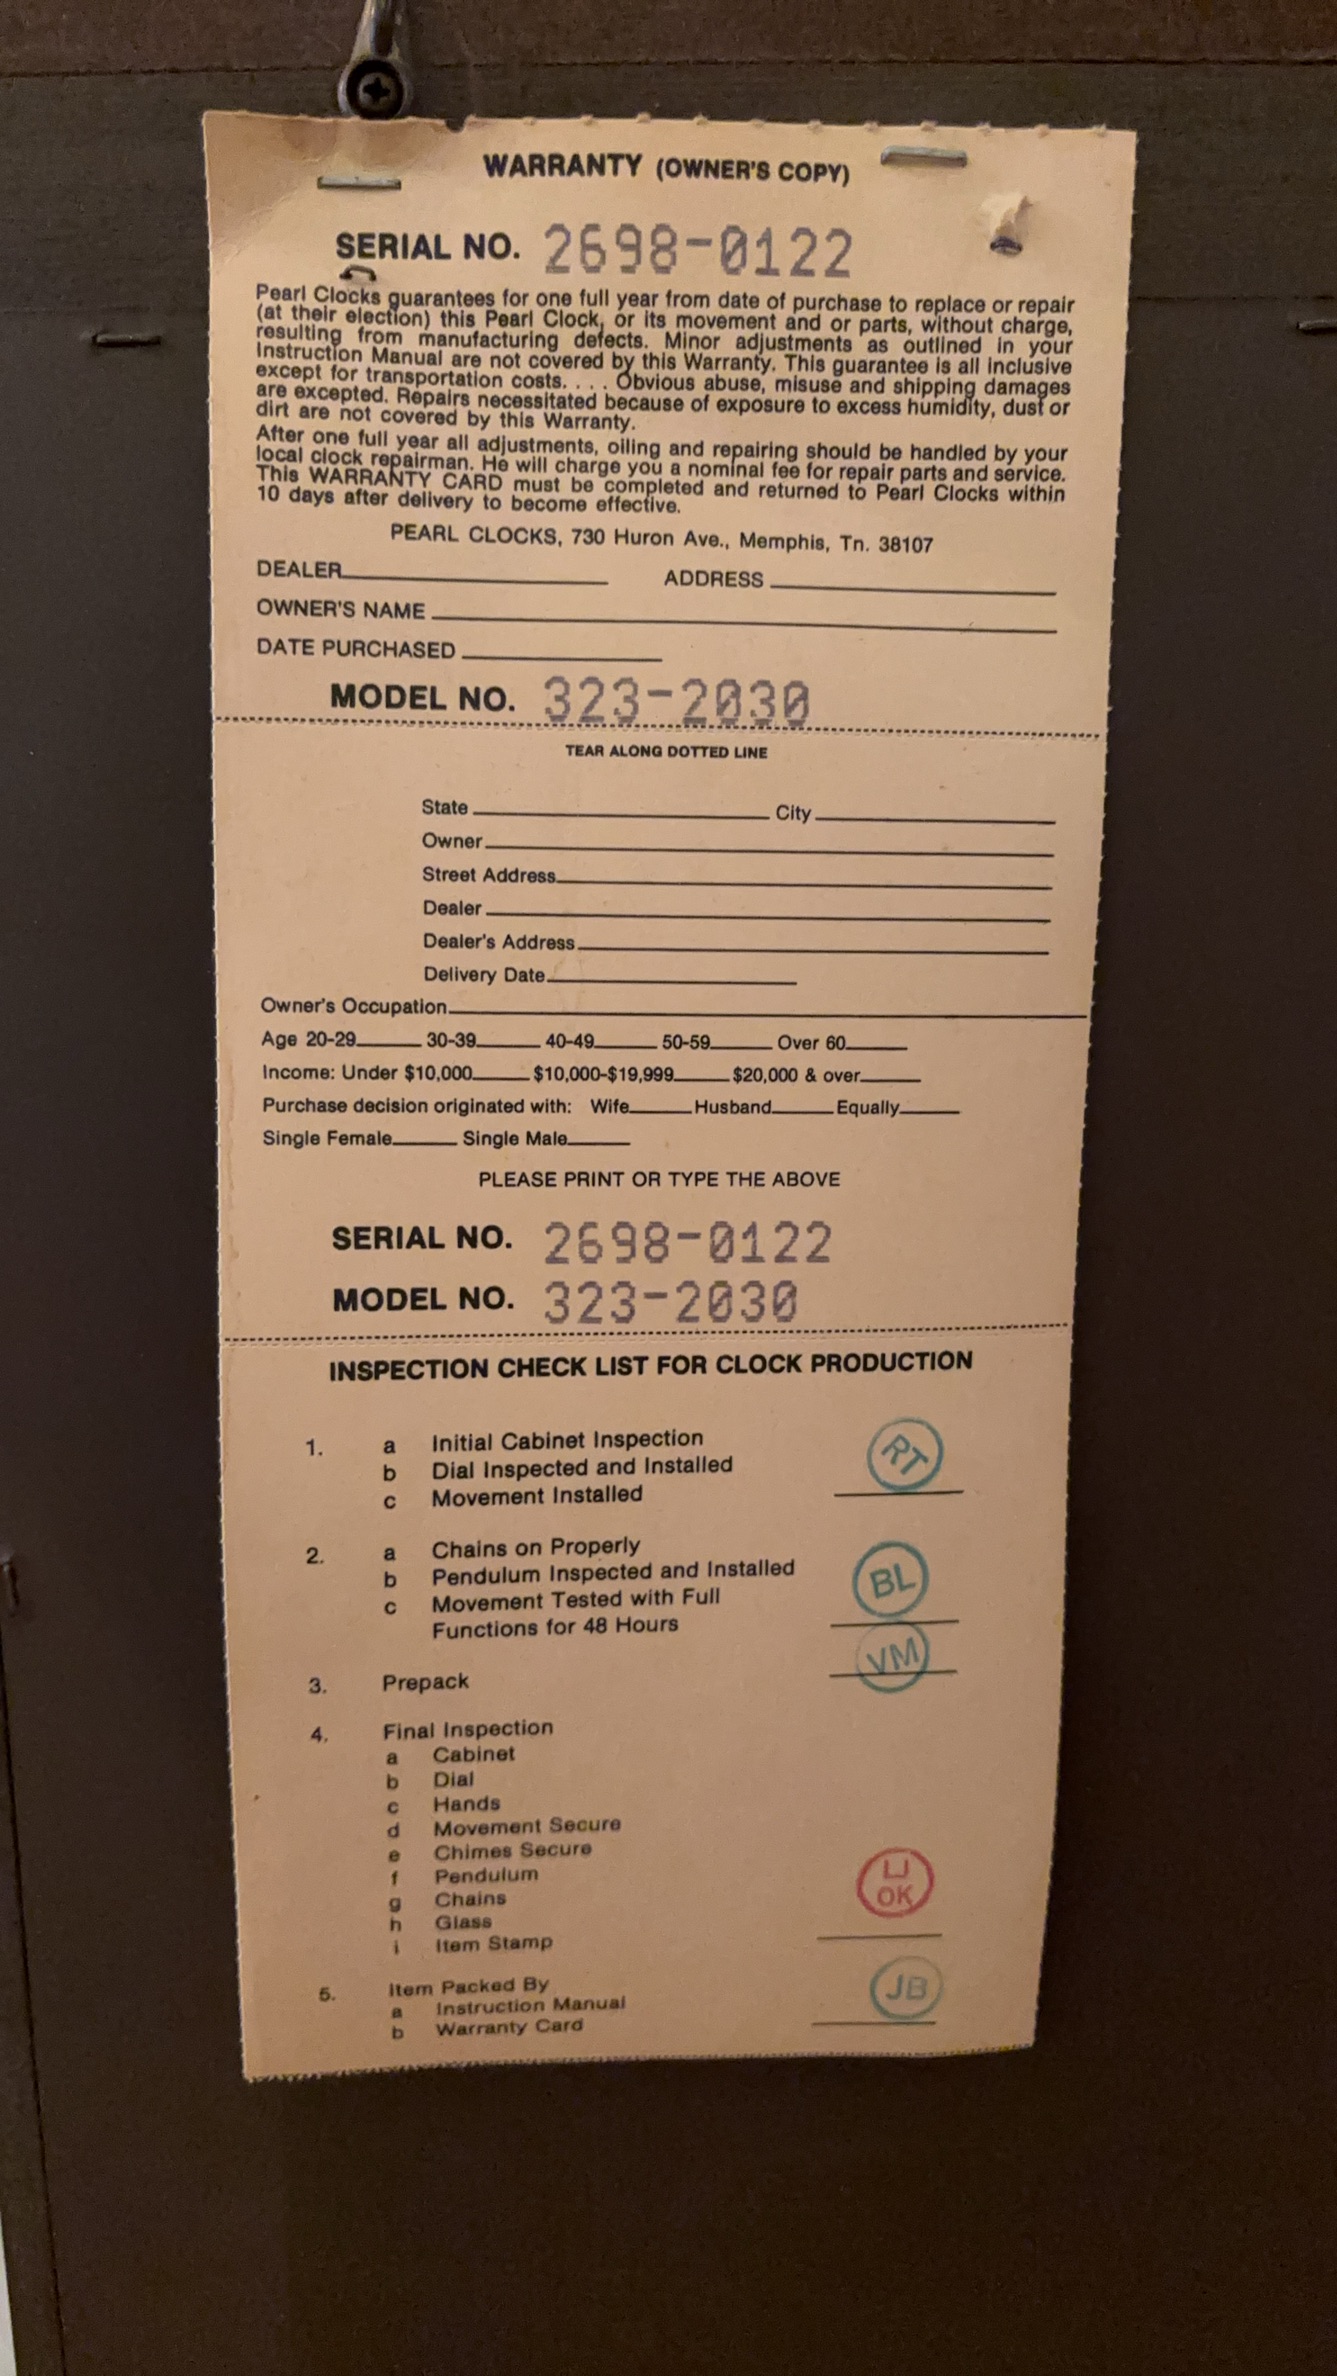 WARRANTY (OWNER'S COPY)
SERIAL NO. 2698-0122
Pearl Clocks guarantees for one full year from date of purchase to replace or repair
(at their election) this Pearl Clock, or its movement and or parts, without charge,
resulting from manufacturing defects. Minor adjustments as outlined in your
Instruction Manual are not covered by this Warranty. This guarantee is all inclusive
except for transportation costs. . . . Obvious abuse, misuse and shipping damages
are excepted. Repairs necessitated because of exposure to excess humidity, dust or
dirt are not covered by this Warranty.
After one full year all adjustments, oiling and repairing should be handled by your
local clock repairman. He will charge you a nominal fee for repair parts and service.
This WARRANTY CARD must be completed and returned to Pearl Clocks within
10 days after delivery to become effective.
PEARL CLOCKS, 730 Huron Ave., Memphis, Tn. 38107
DEALER ADDRESS
OWNER'S NAME
DATE PURCHASED
MODEL NO. 323-2030
TEAR ALONG DOTTED LINE
State City
Owner
Street Address
Dealer
Dealer's Address
Delivery Date
Owner's Occupation
Age 20-29 30-39 40-49 50-59 Over 60
Income: Under $10,000 $10,000-$19,999 $20,000 & over
Purchase decision originated with: Wife Husband Equally
Single Female Single Male
PLEASE PRINT OR TYPE THE ABOVE
SERIAL NO. 2698-0122
MODEL NO. 323-2030
INSPECTION CHECK LIST FOR CLOCK PRODUCTION
1. a Initial Cabinet Inspection
b Dial Inspected and Installed
c Movement Installed
RT
2. a Chains on Properly
b Pendulum Inspected and Installed
c Movement Tested with Full
Functions for 48 Hours
BL
3. Prepack
VM
4. Final Inspection
a Cabinet
b Dial
c Hands
d Movement Secure
e Chimes Secure
f Pendulum
g Chains
h Glass
i Item Stamp
LJ
OK
5. Item Packed By
a Instruction Manual
b Warranty Card
JB